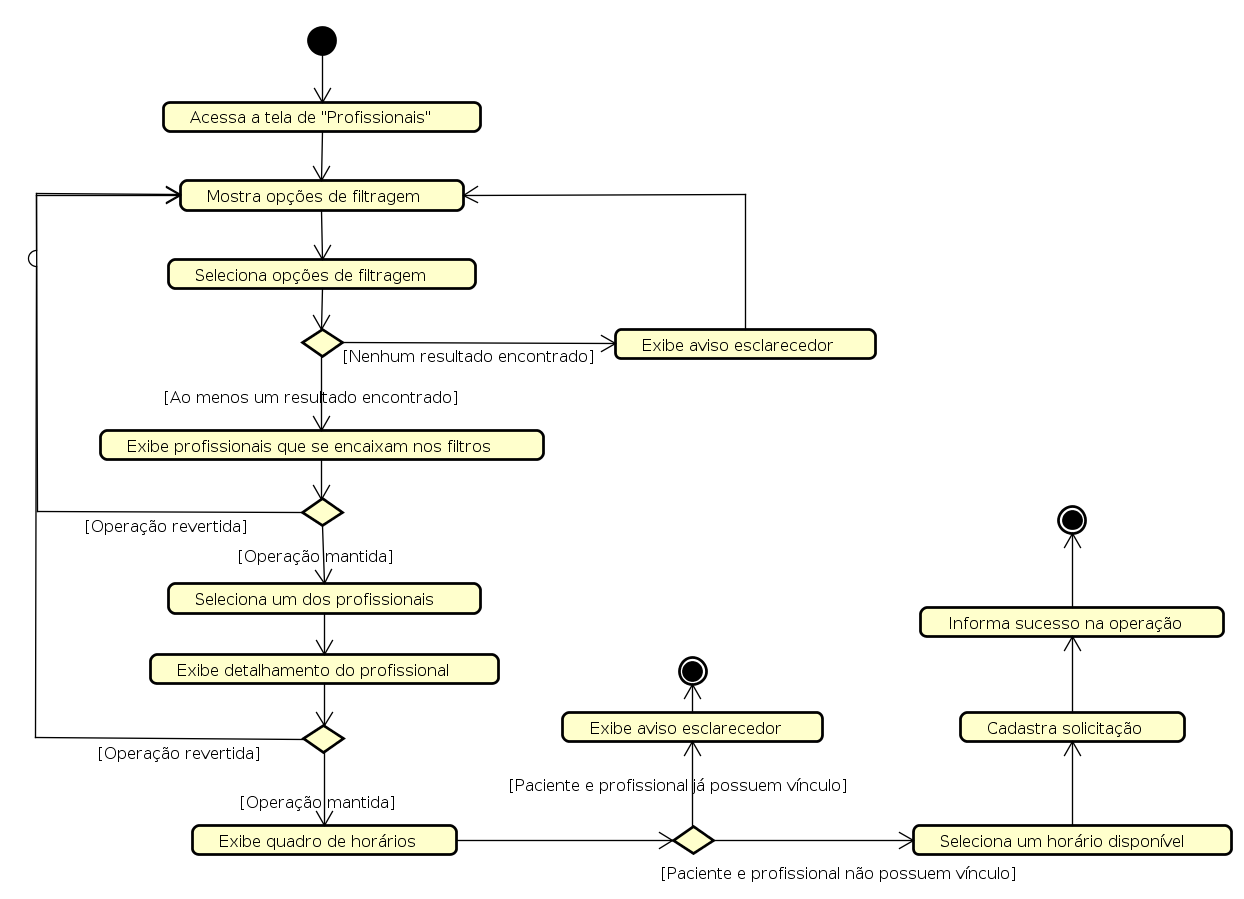 Acessa a tela de "Profissionais"
Mostra opções de filtragem
Seleciona opções de filtragem
Exibe aviso esclarecedor
[Nenhum resultado encontrado]
[Ao menos um resultado encontrado]
Exibe profissionais que se encaixam nos filtros
[Operação revertida]
[Operação mantida]
Seleciona um dos profissionais
Exibe detalhamento do profissional
[Operação revertida]
[Operação mantida]
Exibe quadro de horários
[Paciente e profissional já possuem vínculo]
Exibe aviso esclarecedor
[Paciente e profissional não possuem vínculo]
Seleciona um horário disponível
Cadastra solicitação
Informa sucesso na operação